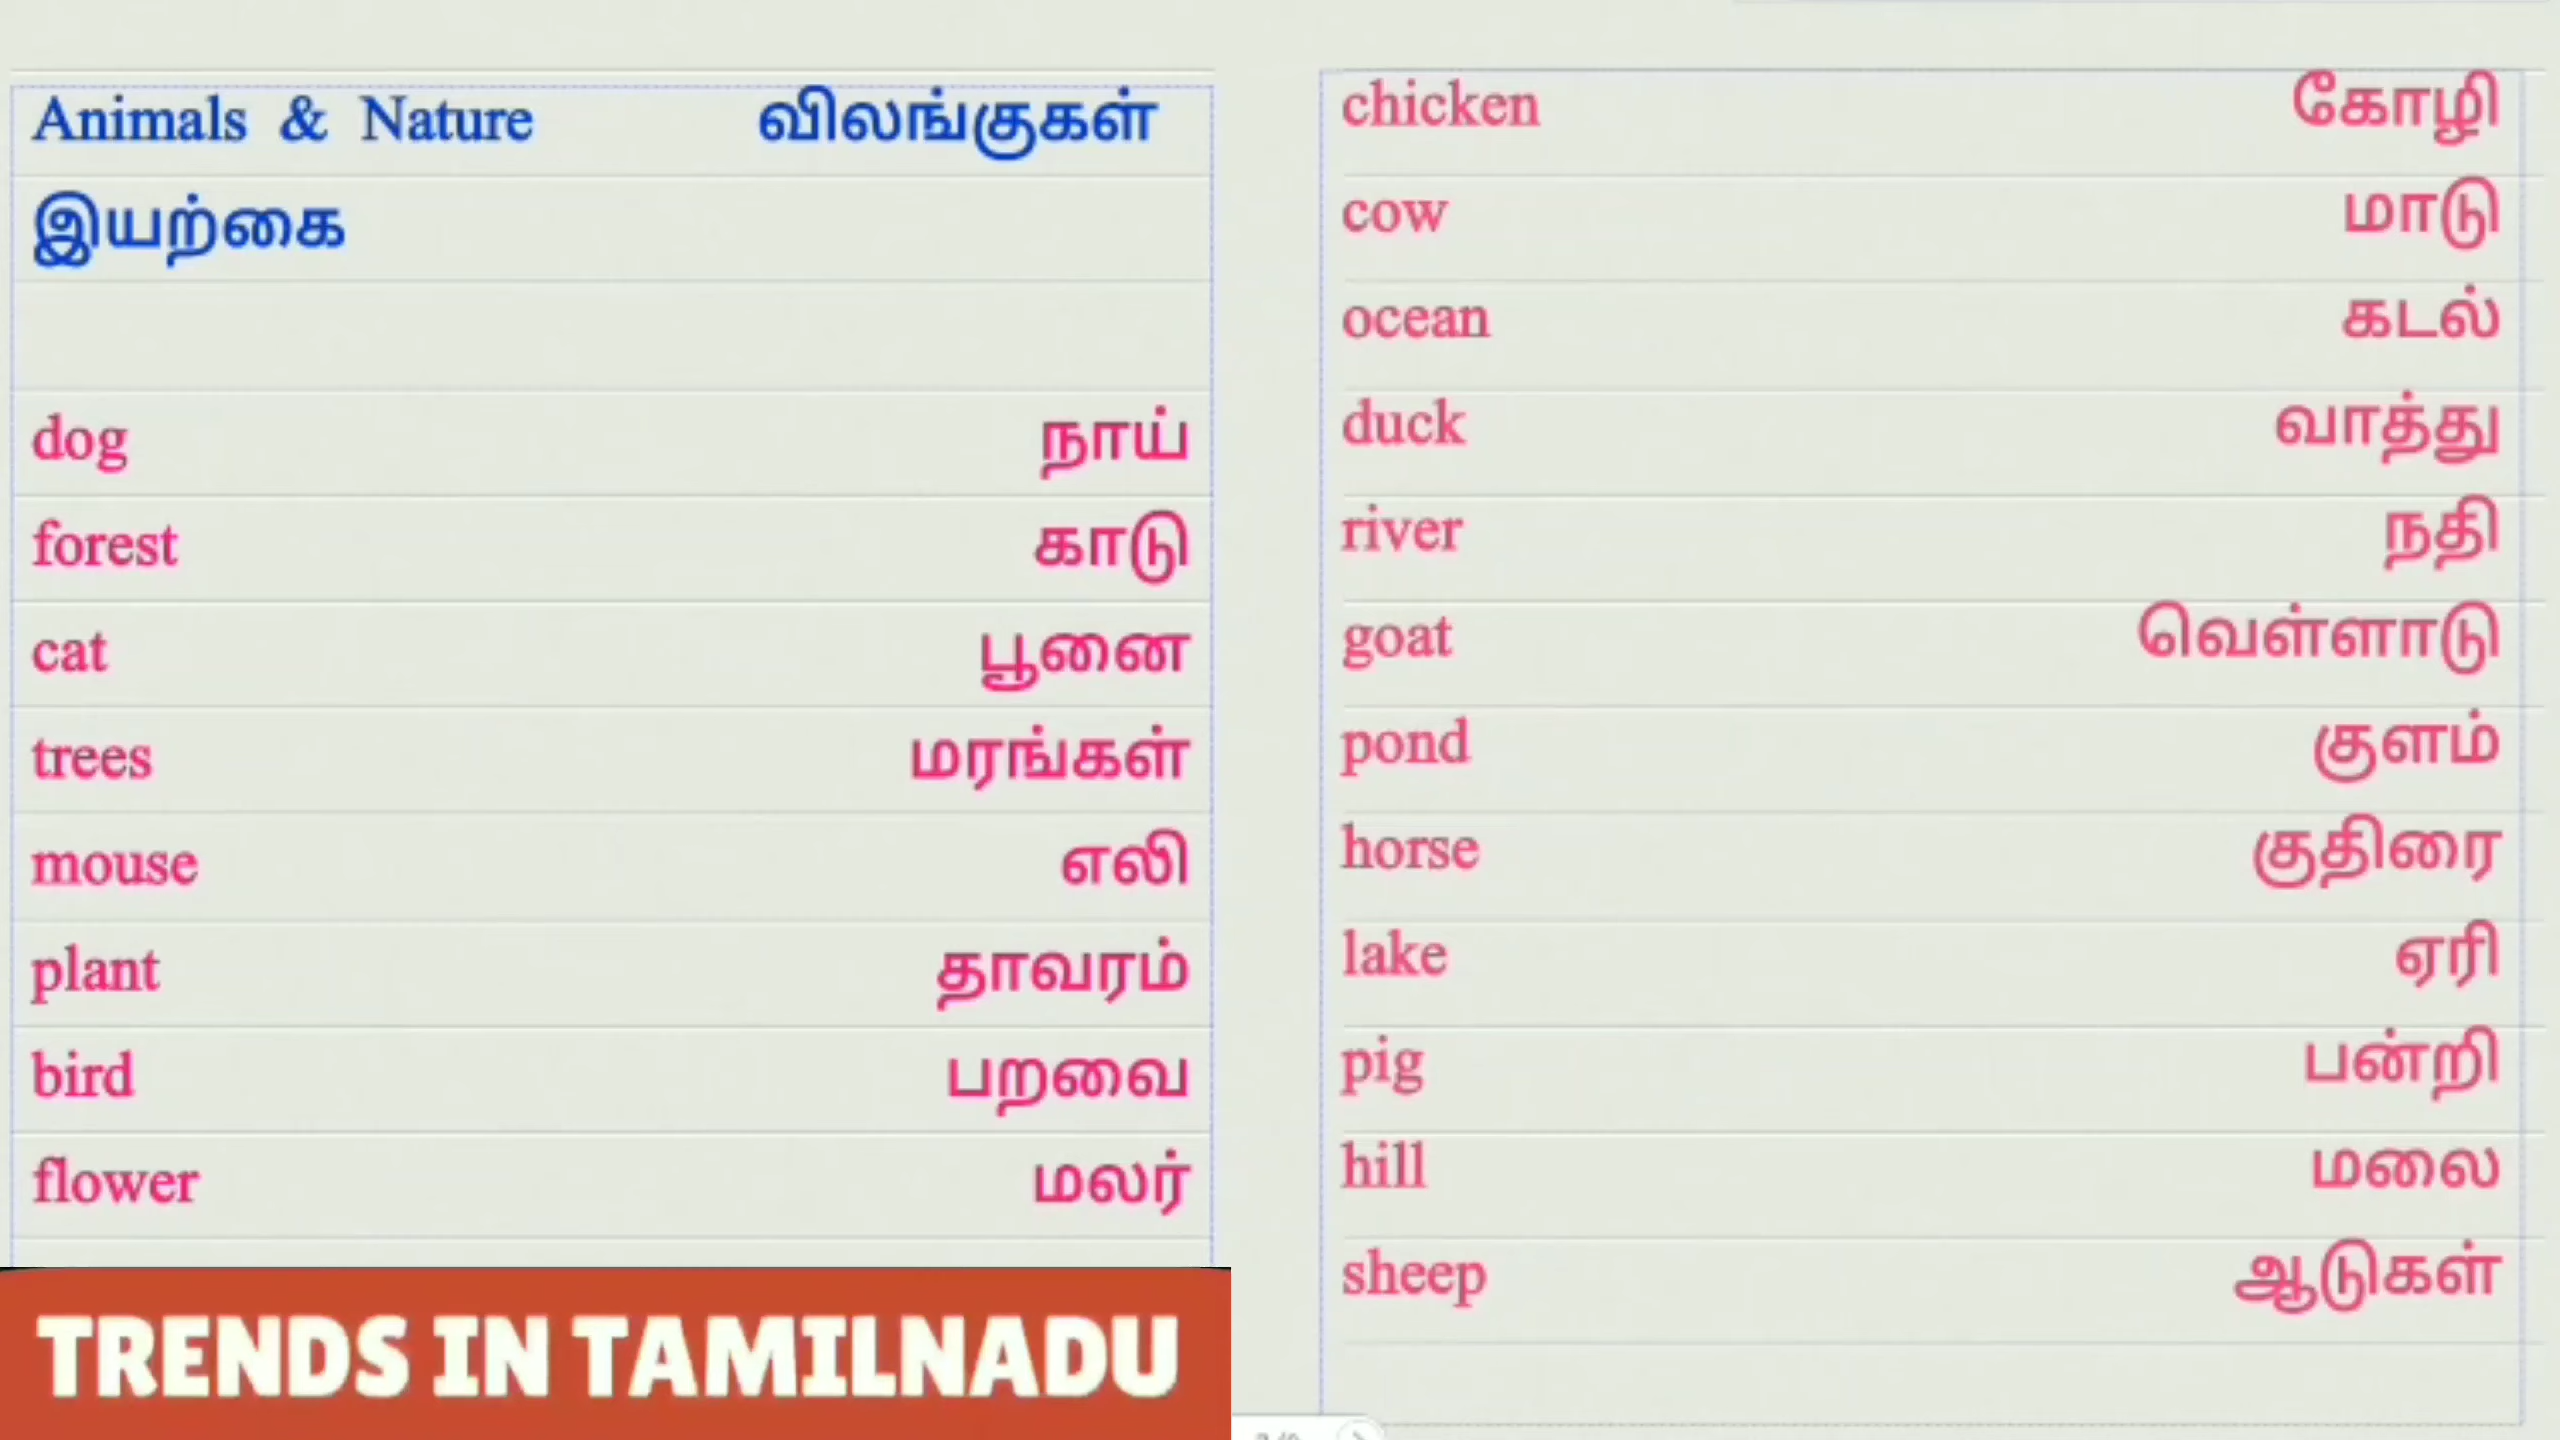 Animals & Nature விலங்குகள்
இயற்கை
dog நாய்
forest காடு
cat பூனை
trees மரங்கள்
mouse எலி
plant தாவரம்
bird பறவை
flower மலர்
TRENDS IN TAMILNADU
chicken கோழி
cow மாடு
ocean கடல்
duck வாத்து
river நதி
goat வெள்ளாடு
pond குளம்
horse குதிரை
lake ஏரி
pig பன்றி
hill மலை
sheep ஆடுகள்